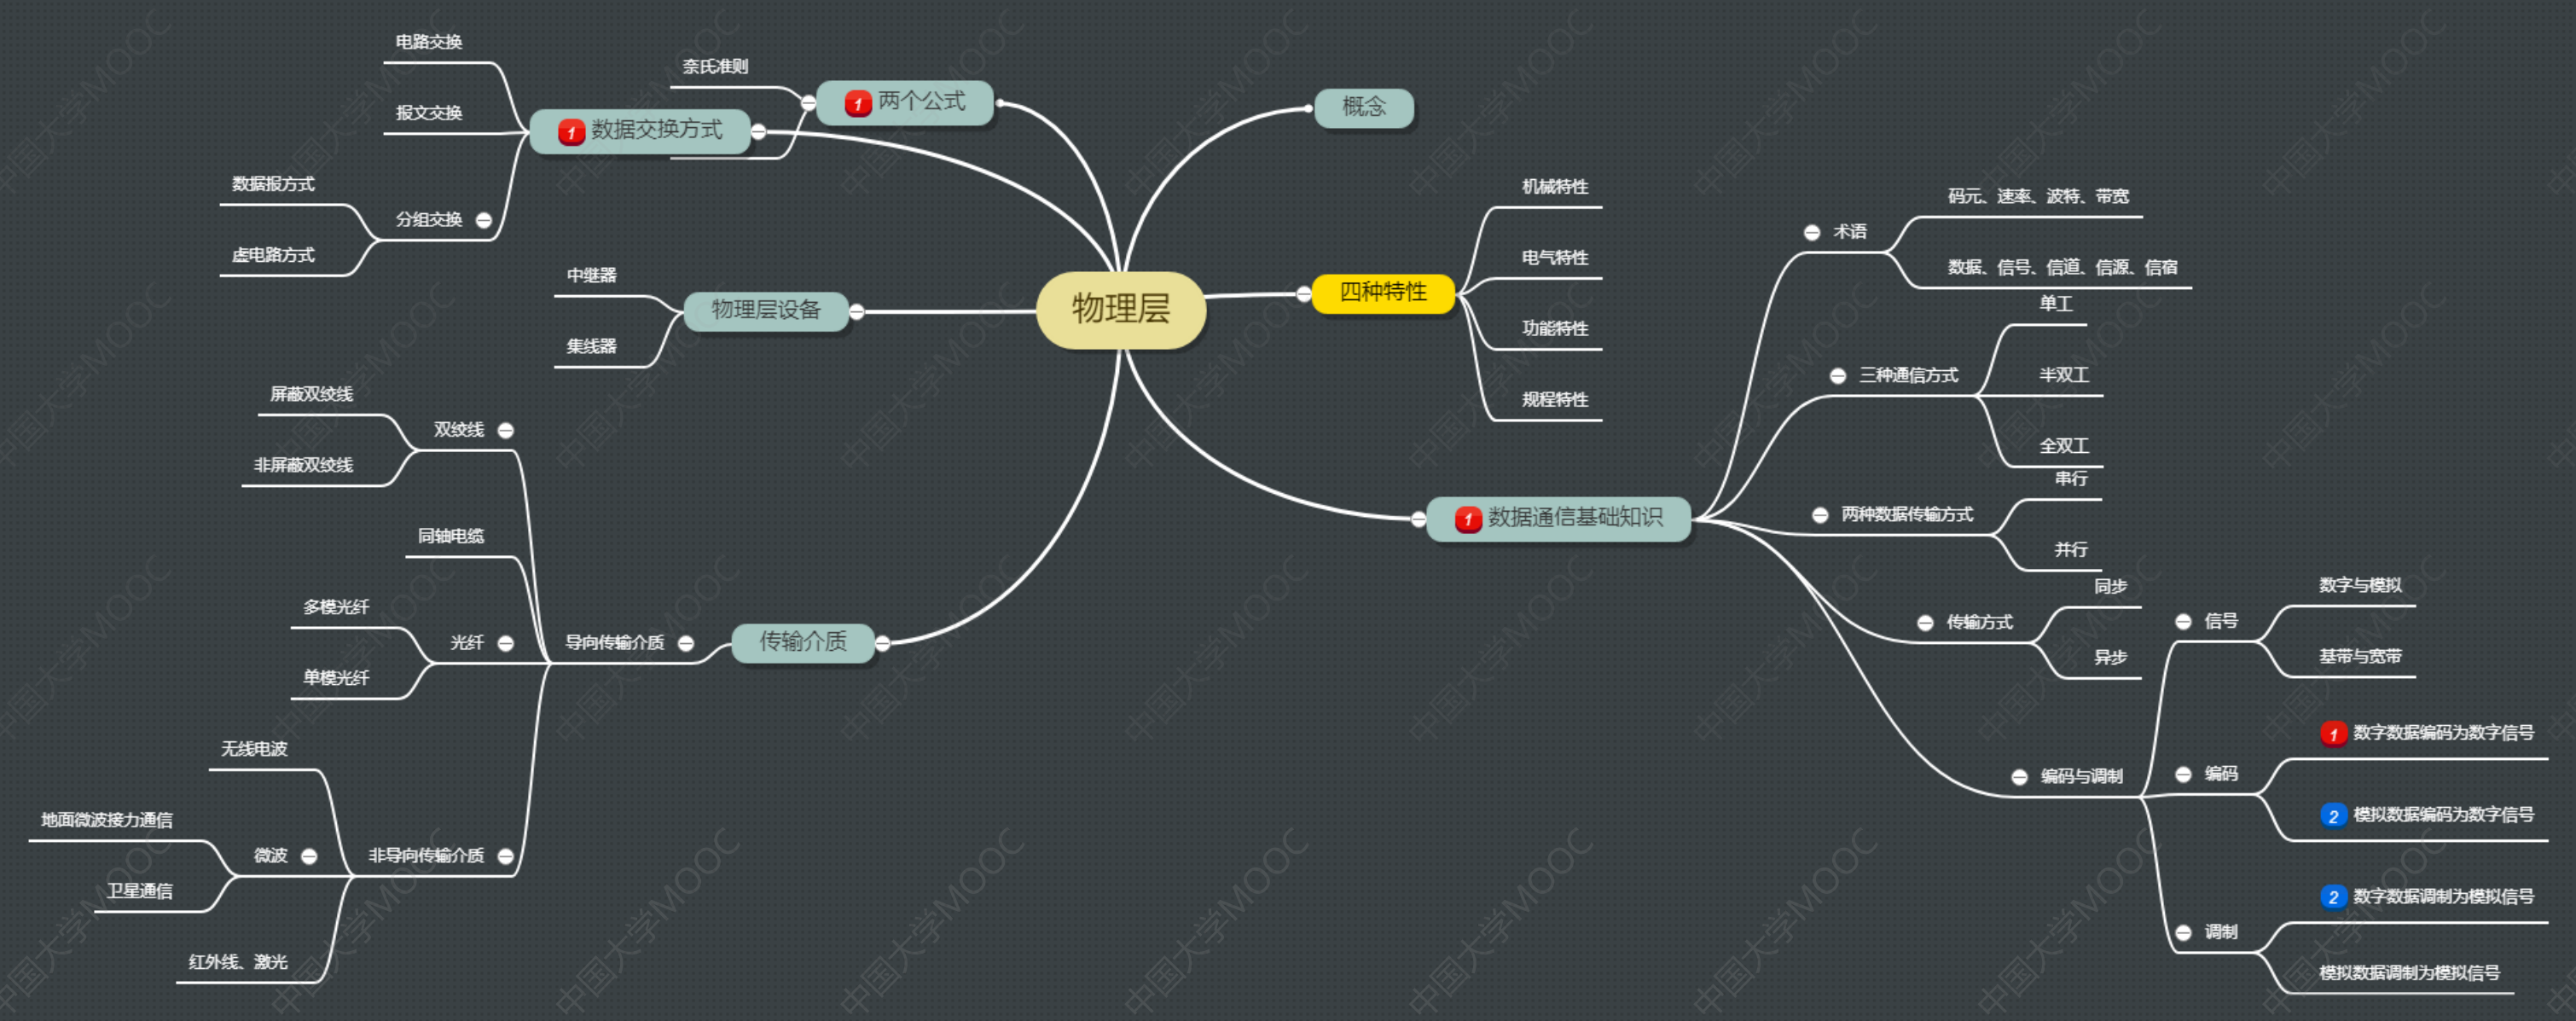 物理层
概念
四种特性
机械特性
电气特性
功能特性
规程特性
1 数据通信基础知识
术语
码元、速率、波特、带宽
数据、信号、信道、信源、信宿
三种通信方式
单工
半双工
全双工
两种数据传输方式
串行
并行
传输方式
同步
异步
编码与调制
信号
数字与模拟
基带与宽带
编码
1 数字数据编码为数字信号
2 模拟数据编码为数字信号
调制
2 数字数据调制为模拟信号
模拟数据调制为模拟信号
1 两个公式
奈氏准则
1 数据交换方式
电路交换
报文交换
分组交换
数据报方式
虚电路方式
物理层设备
中继器
集线器
传输介质
导向传输介质
双绞线
屏蔽双绞线
非屏蔽双绞线
同轴电缆
光纤
多模光纤
单模光纤
非导向传输介质
无线电波
微波
地面微波接力通信
卫星通信
红外线、激光
中国大学MOOC